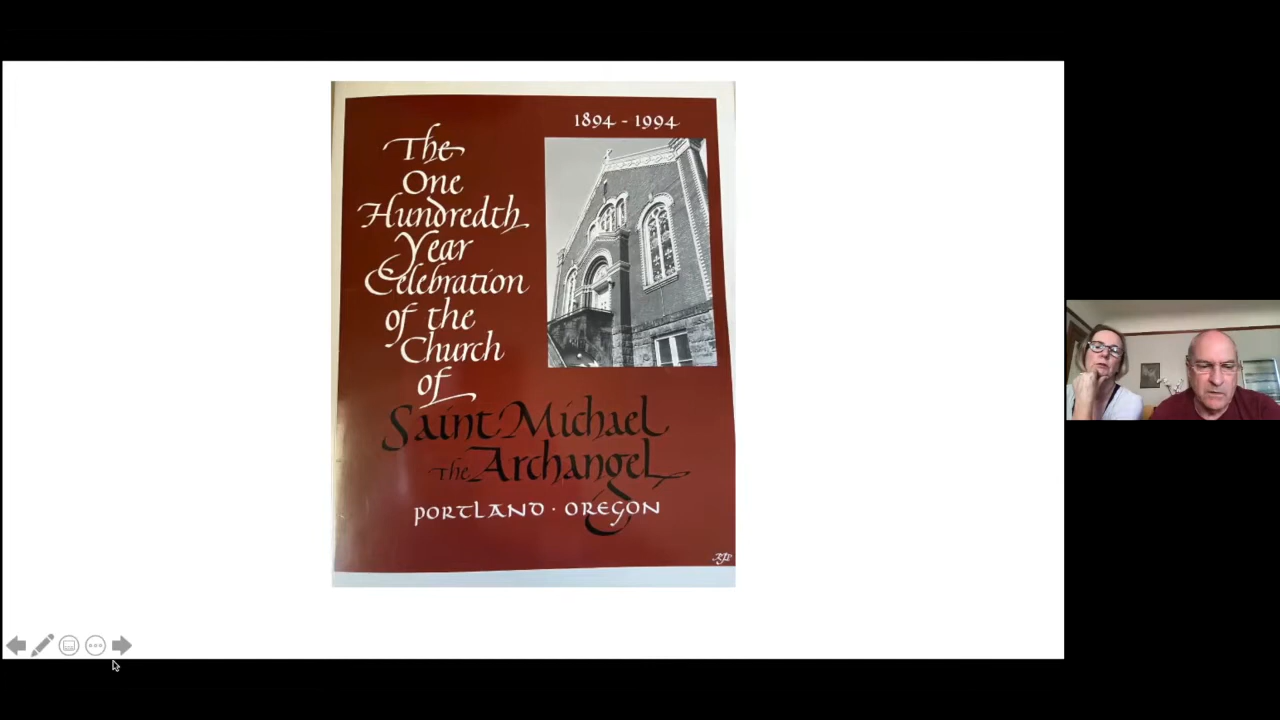 1894 - 1994
The
One
Hundredth
Year
Celebration
of the
Church
of
Saint Michael
The Archangel
PORTLAND · OREGON